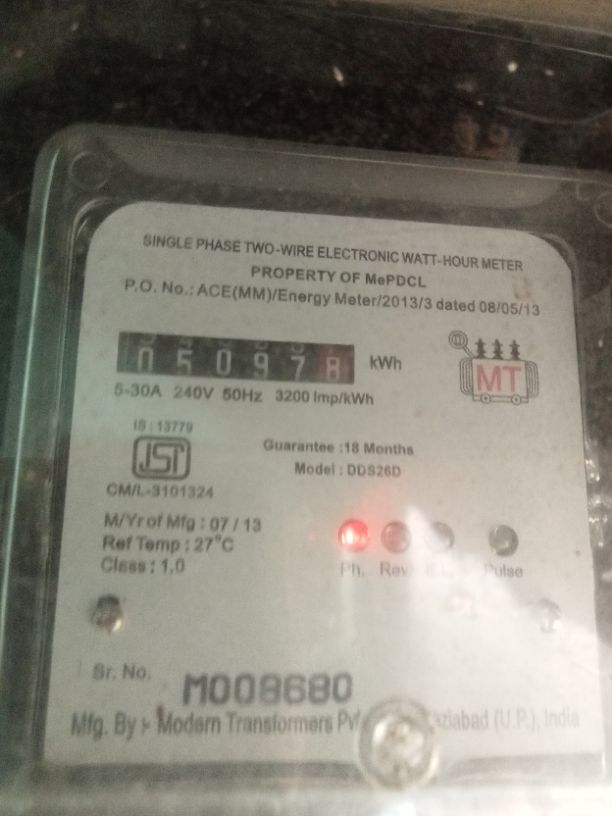 SINGLE PHASE TWO-WIRE ELECTRONIC WATT-HOUR METER
PROPERTY OF MePDCL
P.O. No.: ACE(MM)/Energy Meter/2013/3 dated 08/05/13
050978 kWh
MT
5-30A 240V 50Hz 3200 Imp/kWh
IS : 13779
ISI
CM/L-3101324
Guarantee :18 Months
Model : DDS26D
M/Yr of Mfg : 07 / 13
Ref Temp : 27°C
Class : 1.0
Ph. Rev. Pulse
Sr. No. M008680
Mfg. By :- Modern Transformers (U.P.), India